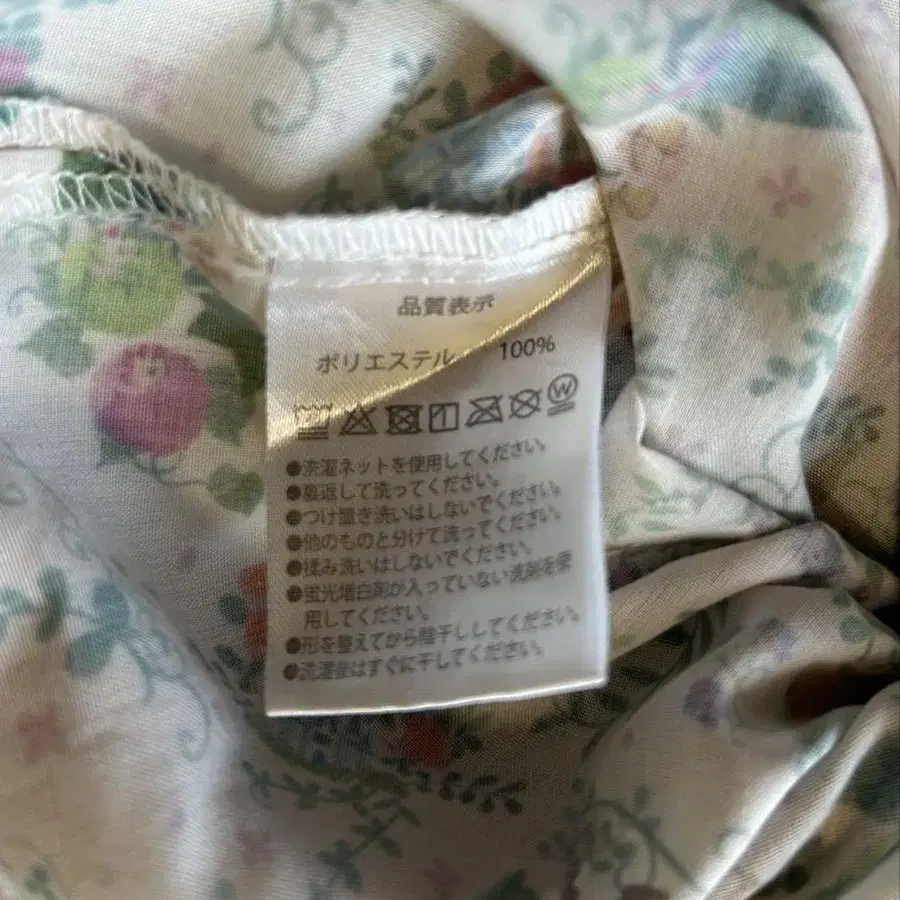 品質表示
ポリエステル 100%
W
●洗濯ネットを使用してください。
●裏返して洗ってください。
●つけ置き洗いはしないでください。
●他のものと分けて洗ってください。
●揉み洗いはしないでください。
●蛍光増白剤が入っていない洗剤を使
用してください。
●形を整えてから陰干ししてください。
●洗濯後はすぐに干してください。